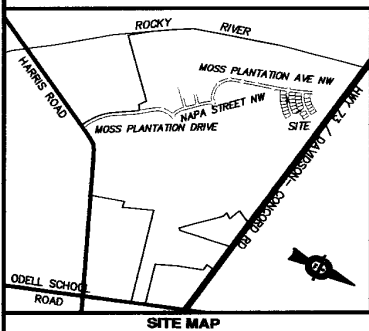 ROCKY RIVER
HARRIS ROAD
MOSS PLANTATION AVE NW
NAPA STREET NW
MOSS PLANTATION DRIVE
SITE
HWY 73 / DAVIDSON- CONCORD RD
ODELL SCHOOL
ROAD
SITE MAP